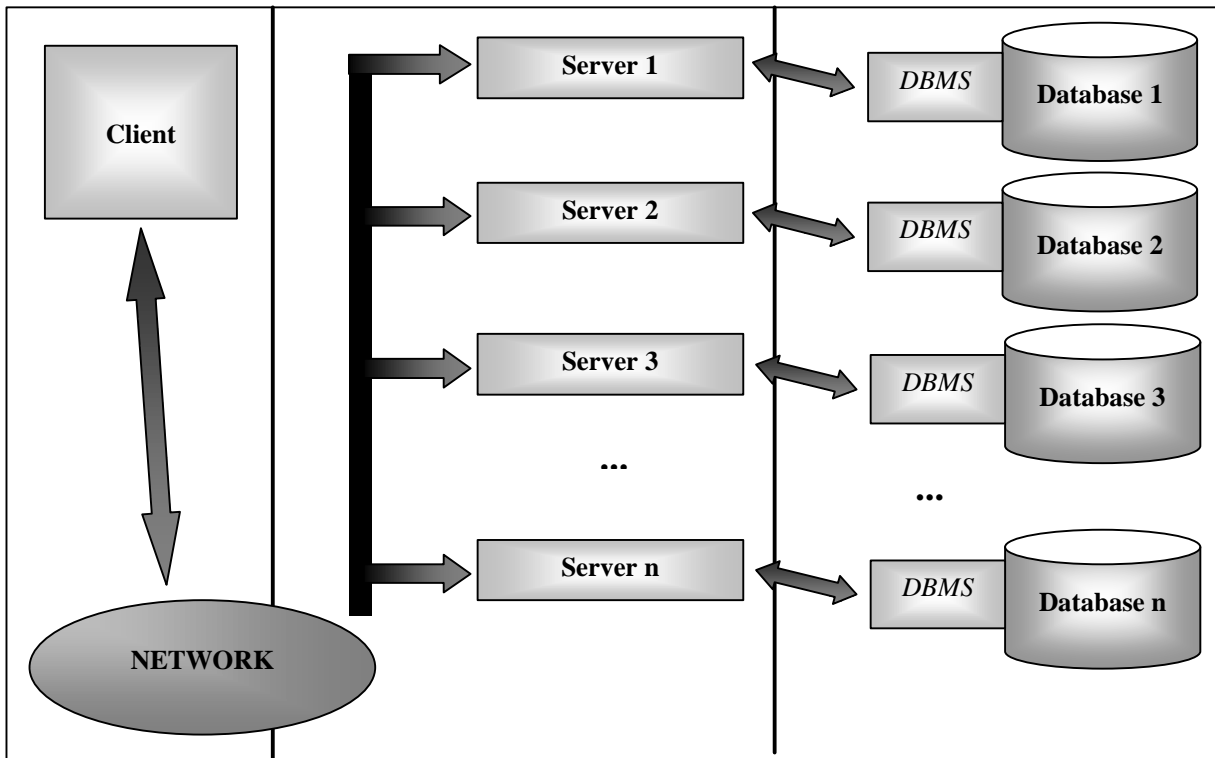 Client
NETWORK
Server 1
Server 2
Server 3
...
Server n
DBMS
Database 1
DBMS
Database 2
DBMS
Database 3
...
DBMS
Database n